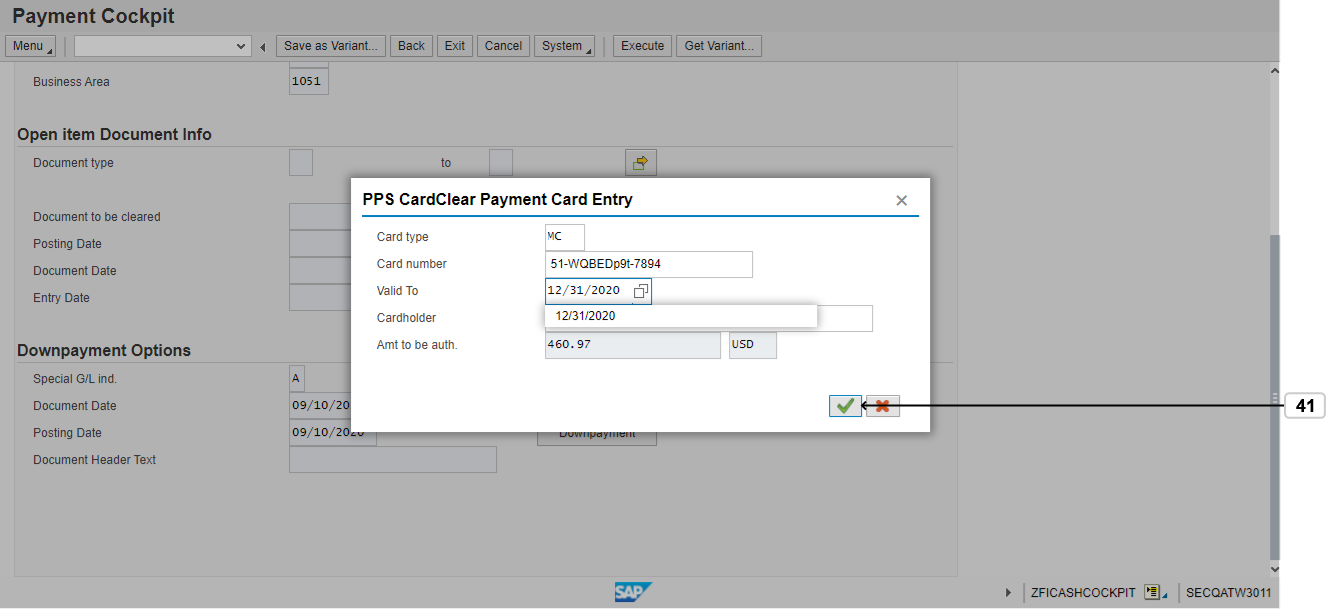 Payment Cockpit
Menu Save as Variant... Back Exit Cancel System Execute Get Variant...
Business Area 1051
Open item Document Info
Document type to
Document to be cleared
Posting Date
Document Date
Entry Date
Downpayment Options
Special G/L ind. A
Document Date 09/10/20
Posting Date 09/10/2020 Downpayment
Document Header Text
PPS CardClear Payment Card Entry
Card type MC
Card number 51-WQBEDp9t-7894
Valid To 12/31/2020
12/31/2020
Cardholder
Amt to be auth. 460.97 USD
41
SAP ZFICASHCOCKPIT SECQATW3011